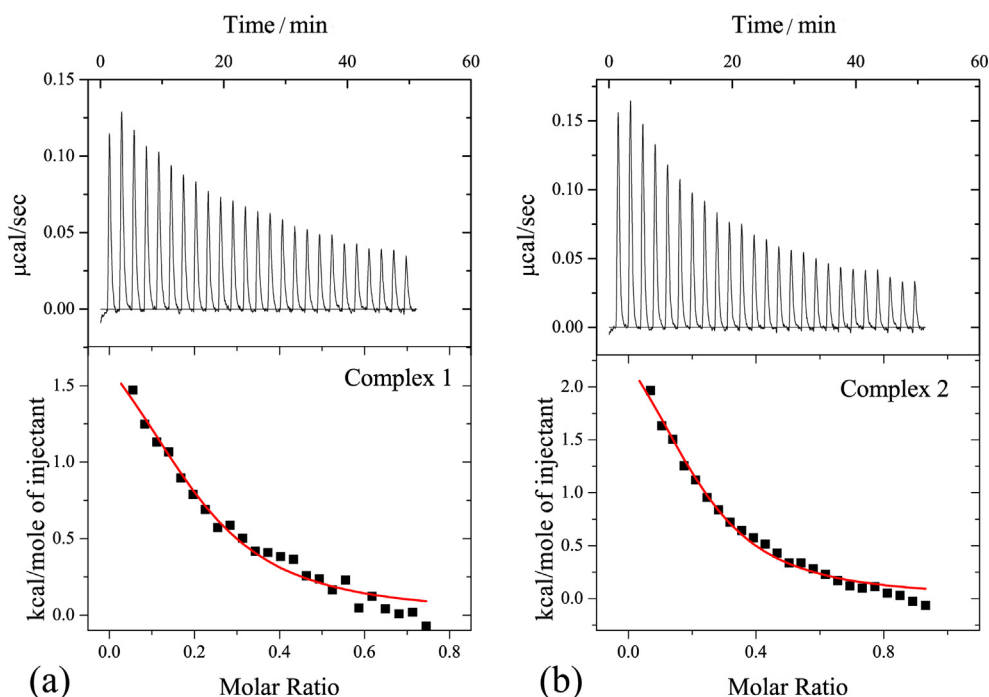 Time / min
0 20 40 60
0.15
0.10
0.05
0.00
μcal/sec
Complex 1
1.5
1.0
0.5
0.0
kcal/mole of injectant
0.0 0.2 0.4 0.6 0.8
Molar Ratio
(a)
Time / min
0 20 40 60
0.15
0.10
0.05
0.00
μcal/sec
Complex 2
2.0
1.5
1.0
0.5
0.0
kcal/mole of injectant
0.0 0.4 0.8
Molar Ratio
(b)